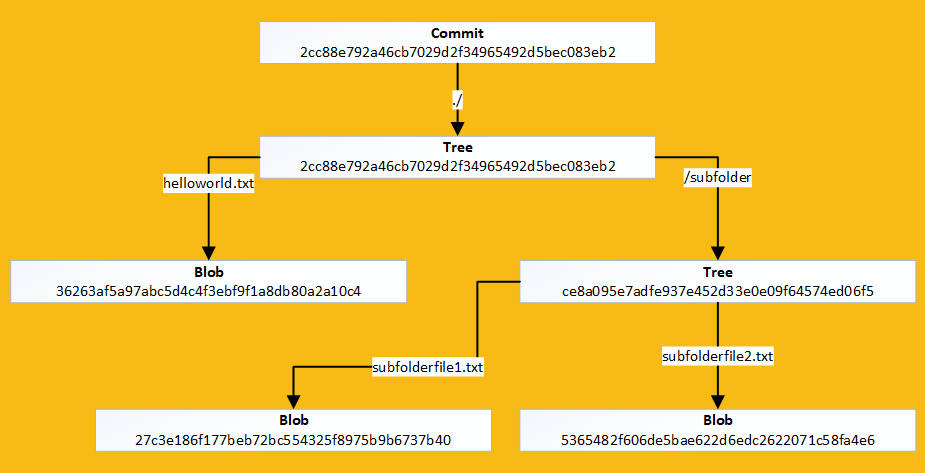 Commit
2cc88e792a46cb7029d2f34965492d5bec083eb2
./
Tree
2cc88e792a46cb7029d2f34965492d5bec083eb2
helloworld.txt
/subfolder
Blob
36263af5a97abc5d4c4f3ebf9f1a8db80a2a10c4
Tree
ce8a095e7adfe937e452d33e0e09f64574ed06f5
subfolderfile1.txt
subfolderfile2.txt
Blob
27c3e186f177beb72bc554325f8975b9b6737b40
Blob
5365482f606de5bae622d6edc2622071c58fa4e6